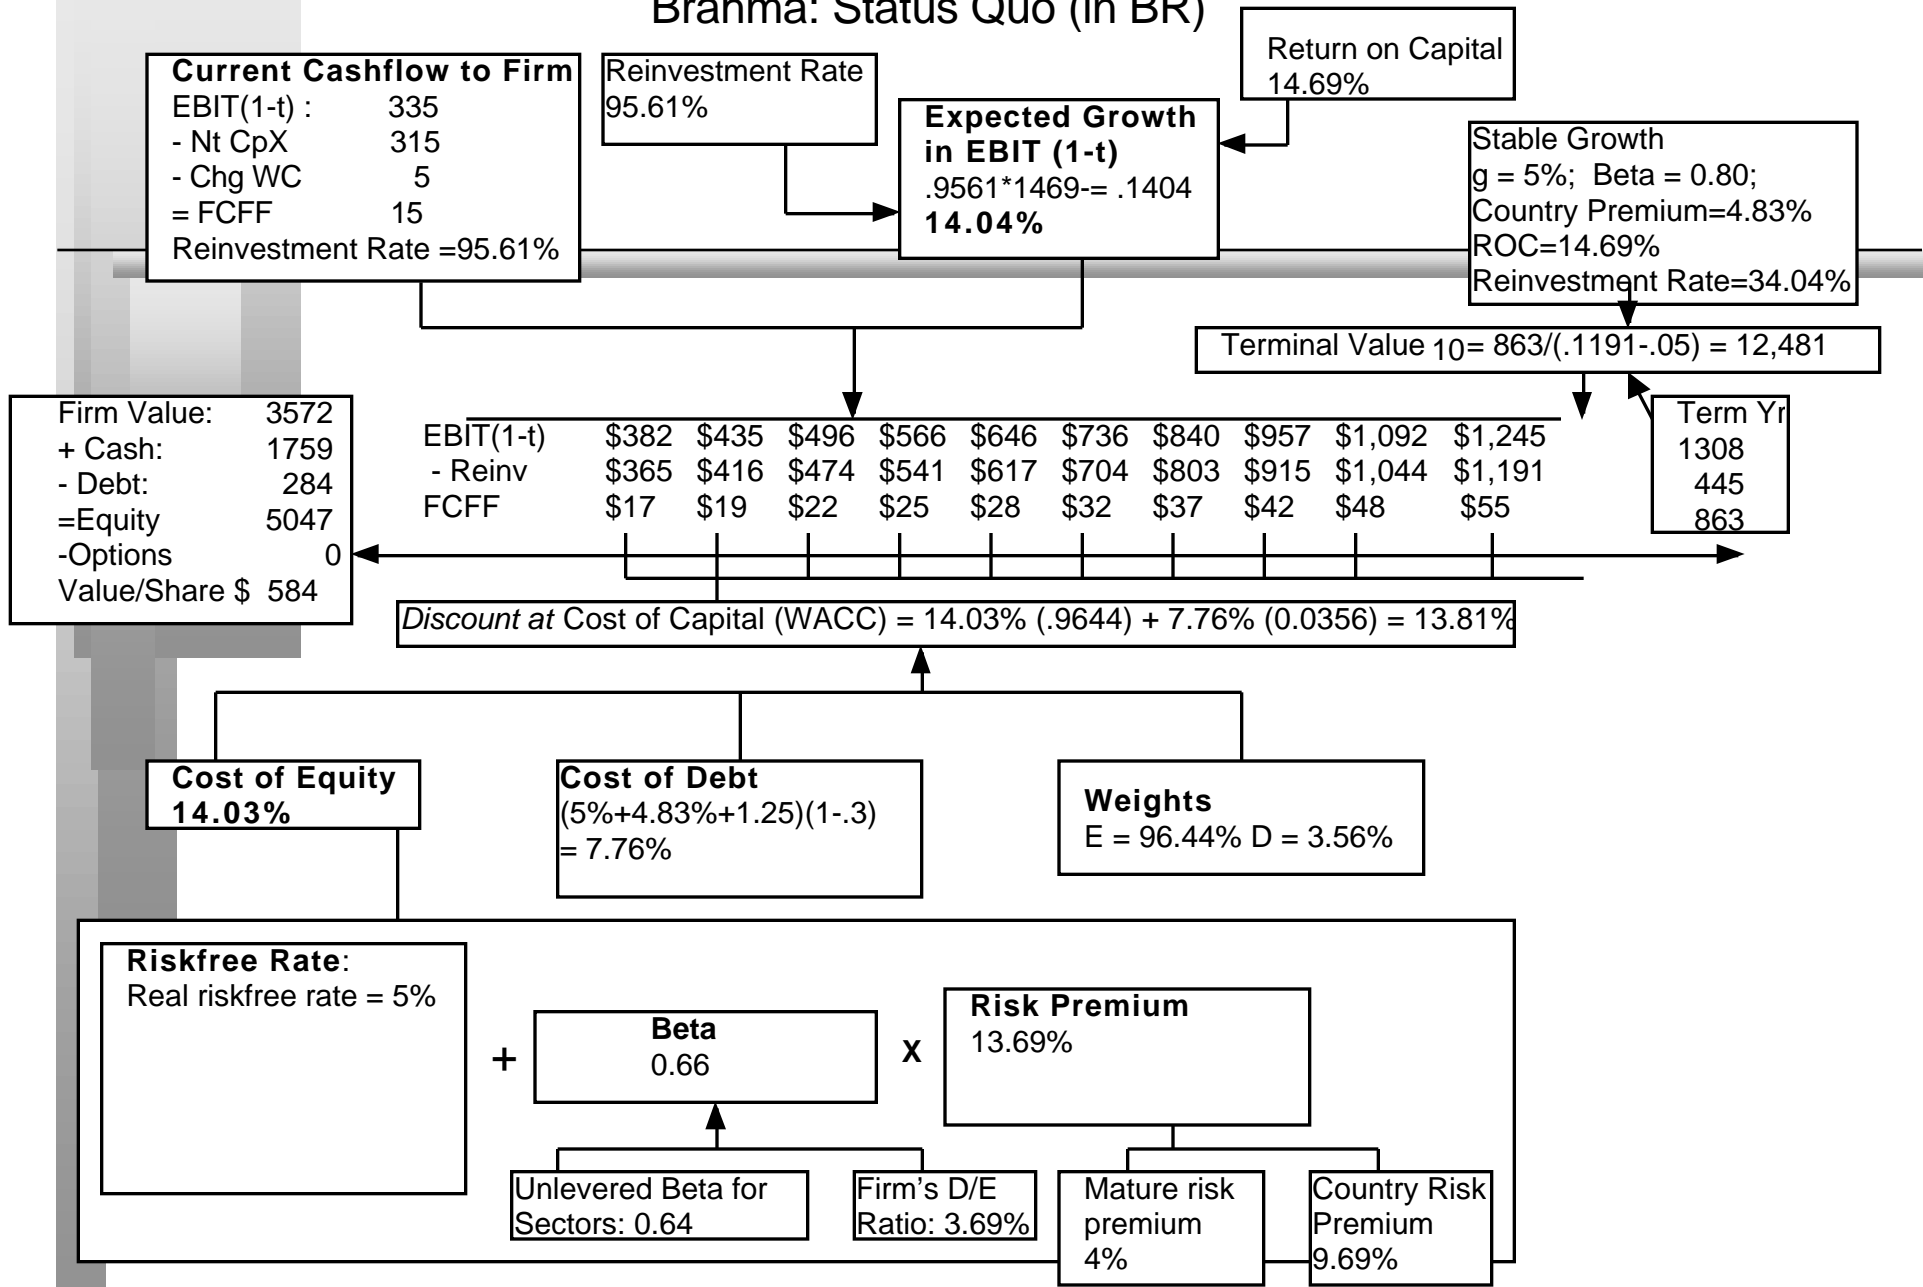 Brahma: Status Quo (in BR)
Current Cashflow to Firm
EBIT(1-t) : 335
- Nt CpX 315
- Chg WC 5
= FCFF 15
Reinvestment Rate =95.61%
Reinvestment Rate
95.61%
Expected Growth
in EBIT (1-t)
.9561*1469-= .1404
14.04%
Return on Capital
14.69%
Stable Growth
g = 5%; Beta = 0.80;
Country Premium=4.83%
ROC=14.69%
Reinvestment Rate=34.04%
Terminal Value 10= 863/(.1191-.05) = 12,481
Firm Value: 3572
+ Cash: 1759
- Debt: 284
=Equity 5047
-Options 0
Value/Share $ 584
EBIT(1-t) $382 $435 $496 $566 $646 $736 $840 $957 $1,092 $1,245
- Reinv $365 $416 $474 $541 $617 $704 $803 $915 $1,044 $1,191
FCFF $17 $19 $22 $25 $28 $32 $37 $42 $48 $55
Term Yr
1308
445
863
Discount at Cost of Capital (WACC) = 14.03% (.9644) + 7.76% (0.0356) = 13.81%
Cost of Equity
14.03%
Cost of Debt
(5%+4.83%+1.25)(1-.3)
= 7.76%
Weights
E = 96.44% D = 3.56%
Riskfree Rate:
Real riskfree rate = 5%
+
Beta
0.66
X
Risk Premium
13.69%
Unlevered Beta for
Sectors: 0.64
Firm’s D/E
Ratio: 3.69%
Mature risk
premium
4%
Country Risk
Premium
9.69%